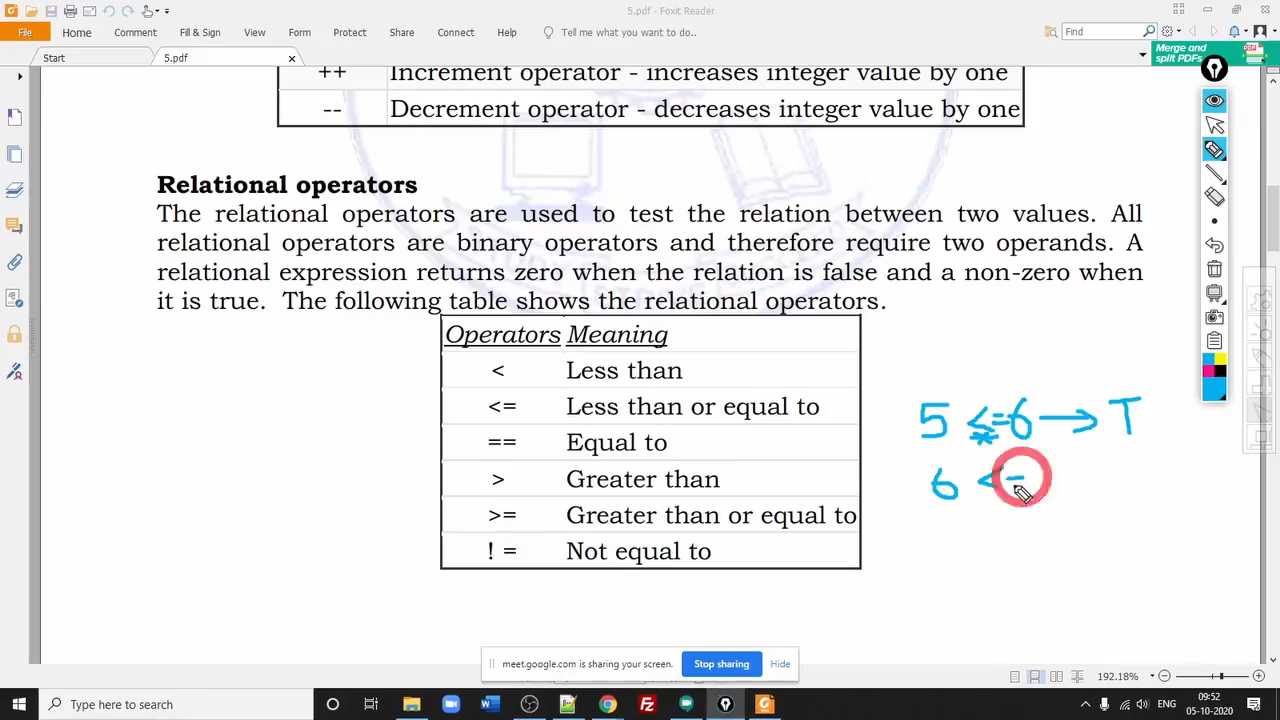 5.pdf - Foxit Reader
File Home Comment Fill & Sign View Form Protect Share Connect Help Tell me what you want to do.. Find
Start 5.pdf
Merge and
split PDFs
++ Increment operator - increases integer value by one
-- Decrement operator - decreases integer value by one
Relational operators
The relational operators are used to test the relation between two values. All
relational operators are binary operators and therefore require two operands. A
relational expression returns zero when the relation is false and a non-zero when
it is true. The following table shows the relational operators.
Operators Meaning
< Less than
<= Less than or equal to
== Equal to
> Greater than
>= Greater than or equal to
! = Not equal to
5 <=6 → T
6 <-
meet.google.com is sharing your screen. Stop sharing Hide
192.18%
Type here to search
ENG
09:52
05-10-2020